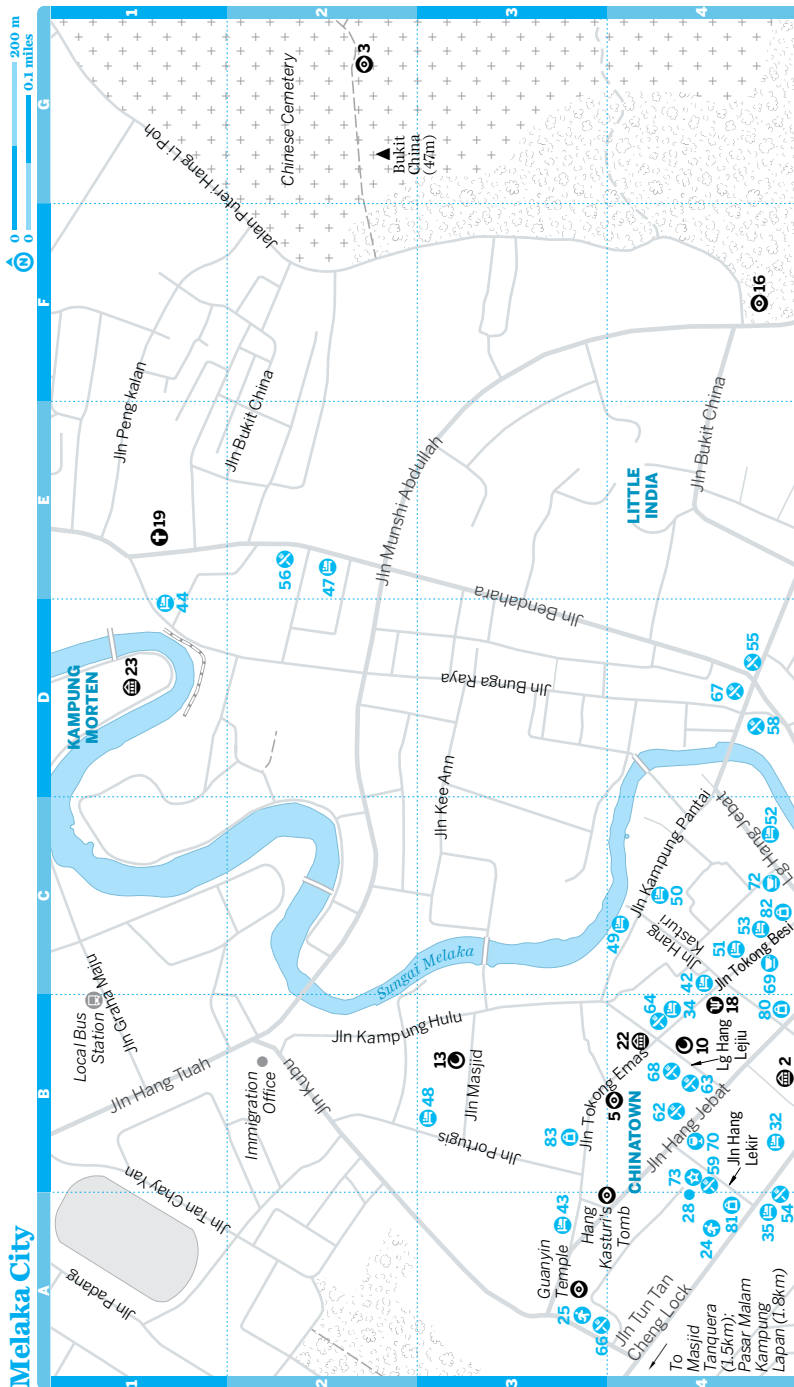 Melaka City
N
0 200 m
0 0.1 miles
A
B
C
D
E
F
G
1
2
3
4
1
2
3
4
Jln Padang
Jln Tan Chay Yan
Jln Hang Tuah
Local Bus
Station
Jln Graha Maju
Immigration
Office
Jln Kubu
KAMPUNG
MORTEN
23
44
19
Jln Peng kalan
Jln Bukit China
56
47
Jalan Puteri Hang Li Poh
Chinese Cemetery
3
Bukit
China
(47m)
Jln Munshi Abdullah
Jln Kee Ann
Jln Bunga Raya
Jln Bendahara
Sungai Melaka
Jln Kampung Hulu
13
Jln Masjid
48
Jln Portugis
83
43
Guanyin
Temple
25
66
Hang
Kasturi's
Tomb
Jln Tokong Emas
5
22
CHINATOWN
LITTLE
INDIA
Jln Bukit China
16
55
67
58
Jln Kampung Pantai
49
50
Jln Hang
Kasturi
42
51
53
82
72
52
Lg Hang Jebat
Jln Tokong Besi
69
80
64
34
18
10
Lg Hang
Lejiu
68
63
62
Jln Hang Jebat
70
59
73
28
24
81
Jln Hang
Lekir
35
54
32
2
Jln Tun Tan
Cheng Lock
To
Masjid
Tanquera
(1.5km);
Pasar Malam
Kampung
Lapan (1.8km)